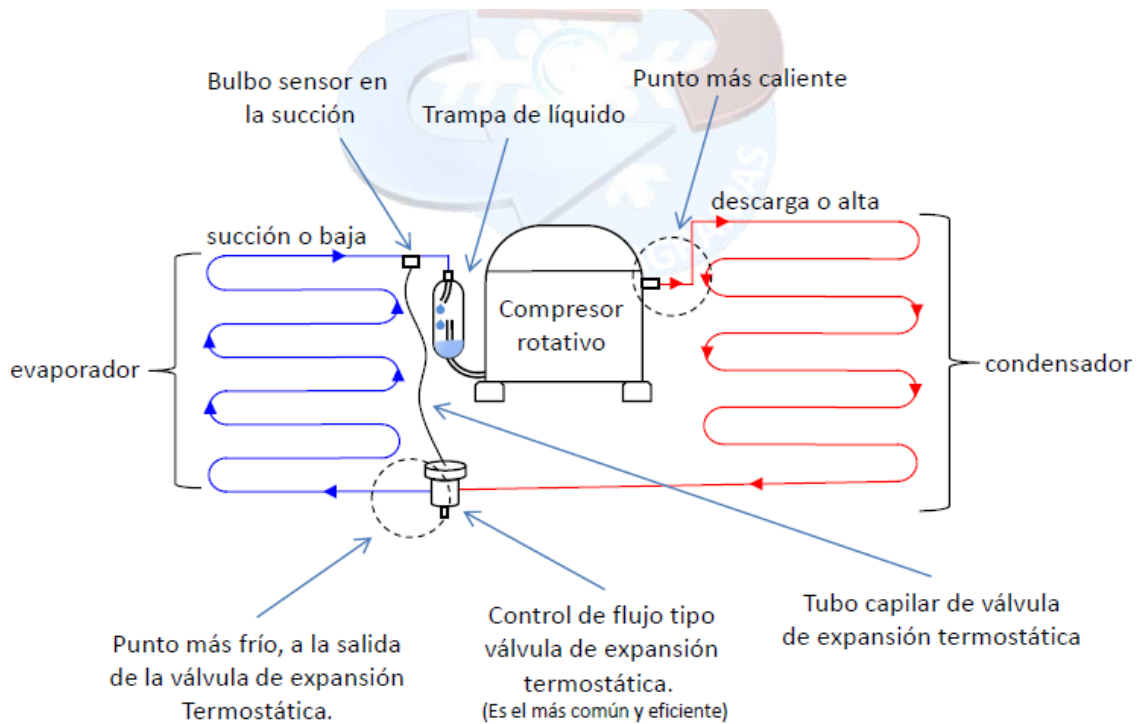 Bulbo sensor en
la succión
Trampa de líquido
Punto más caliente
GRAMAS
succión o baja
descarga o alta
Compresor
rotativo
evaporador
condensador
Punto más frío, a la salida
de la válvula de expansión
Termostática.
Control de flujo tipo
válvula de expansión
termostática.
(Es el más común y eficiente)
Tubo capilar de válvula
de expansión termostática